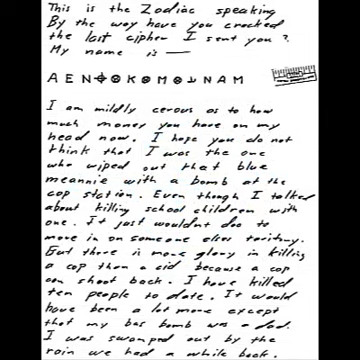 This is the Zodiac speaking
By the way have you cracked
the last cipher I sent you?
My name is —
A E N ⌖ ⊗ K ⊗ M ⊗ ⅃ N A M
I am mildly cerous as to how
much money you have on my
head now. I hope you do not
think that I was the one
who wiped out that blue
meannie with a bomb at the
cop station. Even though I talked
about killing school children with
one. It just wouldnt doo to
move in on someone elses teritory.
But there is more glory in killing
a cop than a cid because a cop
can shoot back. I have killed
ten people to date. It would
have been a lot more except
that my bus bomb was a dud.
I was swamped out by the
rain we had a while back.